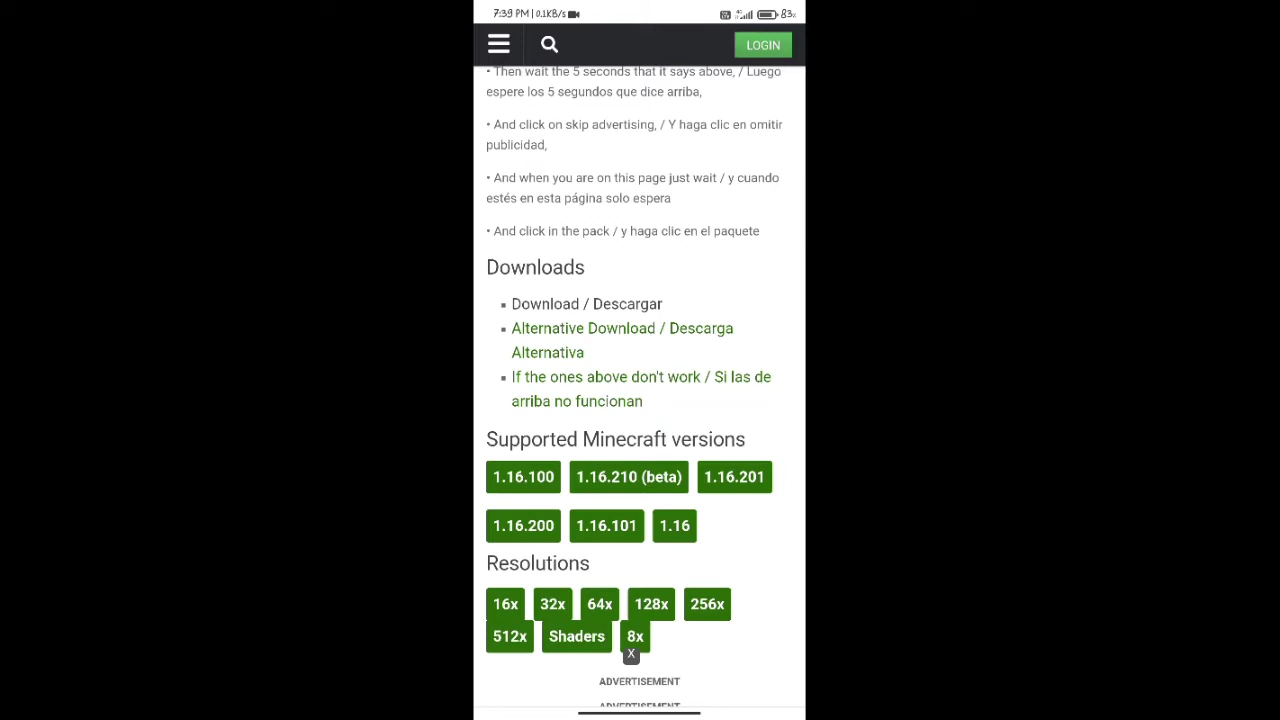 7:39 PM | 0.1KB/s
83%
LOGIN
• Then wait the 5 seconds that it says above, / Luego
espere los 5 segundos que dice arriba,
• And click on skip advertising, / Y haga clic en omitir
publicidad,
• And when you are on this page just wait / y cuando
estés en esta página solo espera
• And click in the pack / y haga clic en el paquete
Downloads
▪ Download / Descargar
▪ Alternative Download / Descarga
Alternativa
▪ If the ones above don't work / Si las de
arriba no funcionan
Supported Minecraft versions
1.16.100 1.16.210 (beta) 1.16.201
1.16.200 1.16.101 1.16
Resolutions
16x 32x 64x 128x 256x
512x Shaders 8x
X
ADVERTISEMENT
ADVERTISEMENT